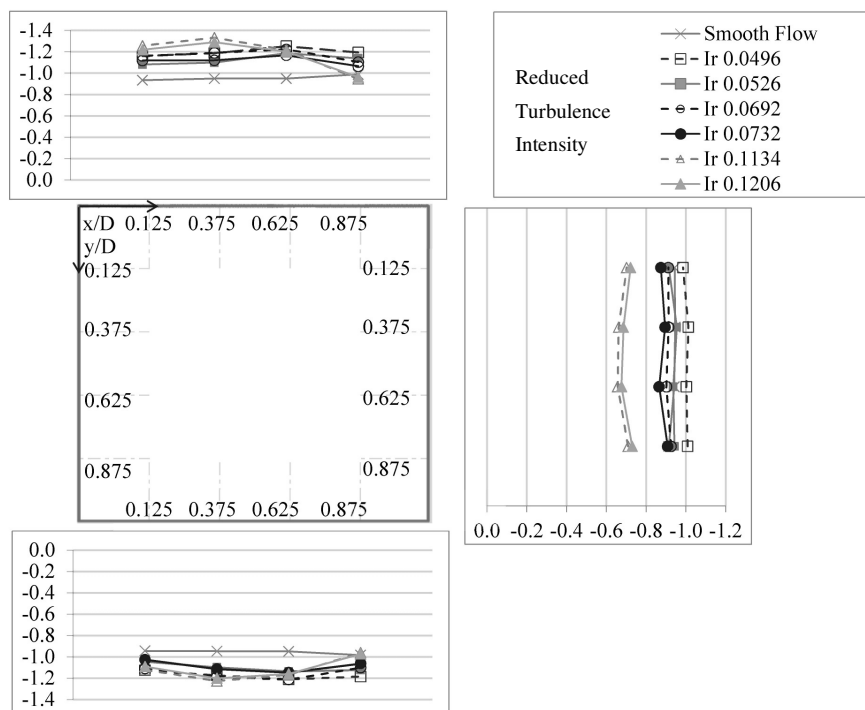 -1.4
-1.2
-1.0
-0.8
-0.6
-0.4
-0.2
0.0
Reduced
Turbulence
Intensity
Smooth Flow
Ir 0.0496
Ir 0.0526
Ir 0.0692
Ir 0.0732
Ir 0.1134
Ir 0.1206
x/D 0.125 0.375 0.625 0.875
y/D
0.125 0.125
0.375 0.375
0.625 0.625
0.875 0.875
0.125 0.375 0.625 0.875
0.0 -0.2 -0.4 -0.6 -0.8 -1.0 -1.2
0.0
-0.2
-0.4
-0.6
-0.8
-1.0
-1.2
-1.4